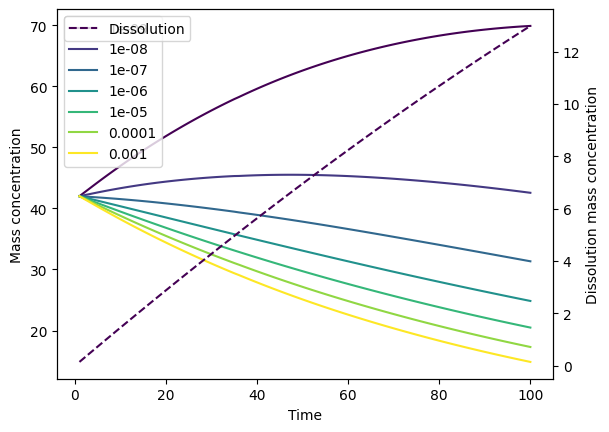 70
60
50
40
30
20
Mass concentration
Dissolution
1e-08
1e-07
1e-06
1e-05
0.0001
0.001
12
10
8
6
4
2
0
Dissolution mass concentration
0 20 40 60 80 100
Time